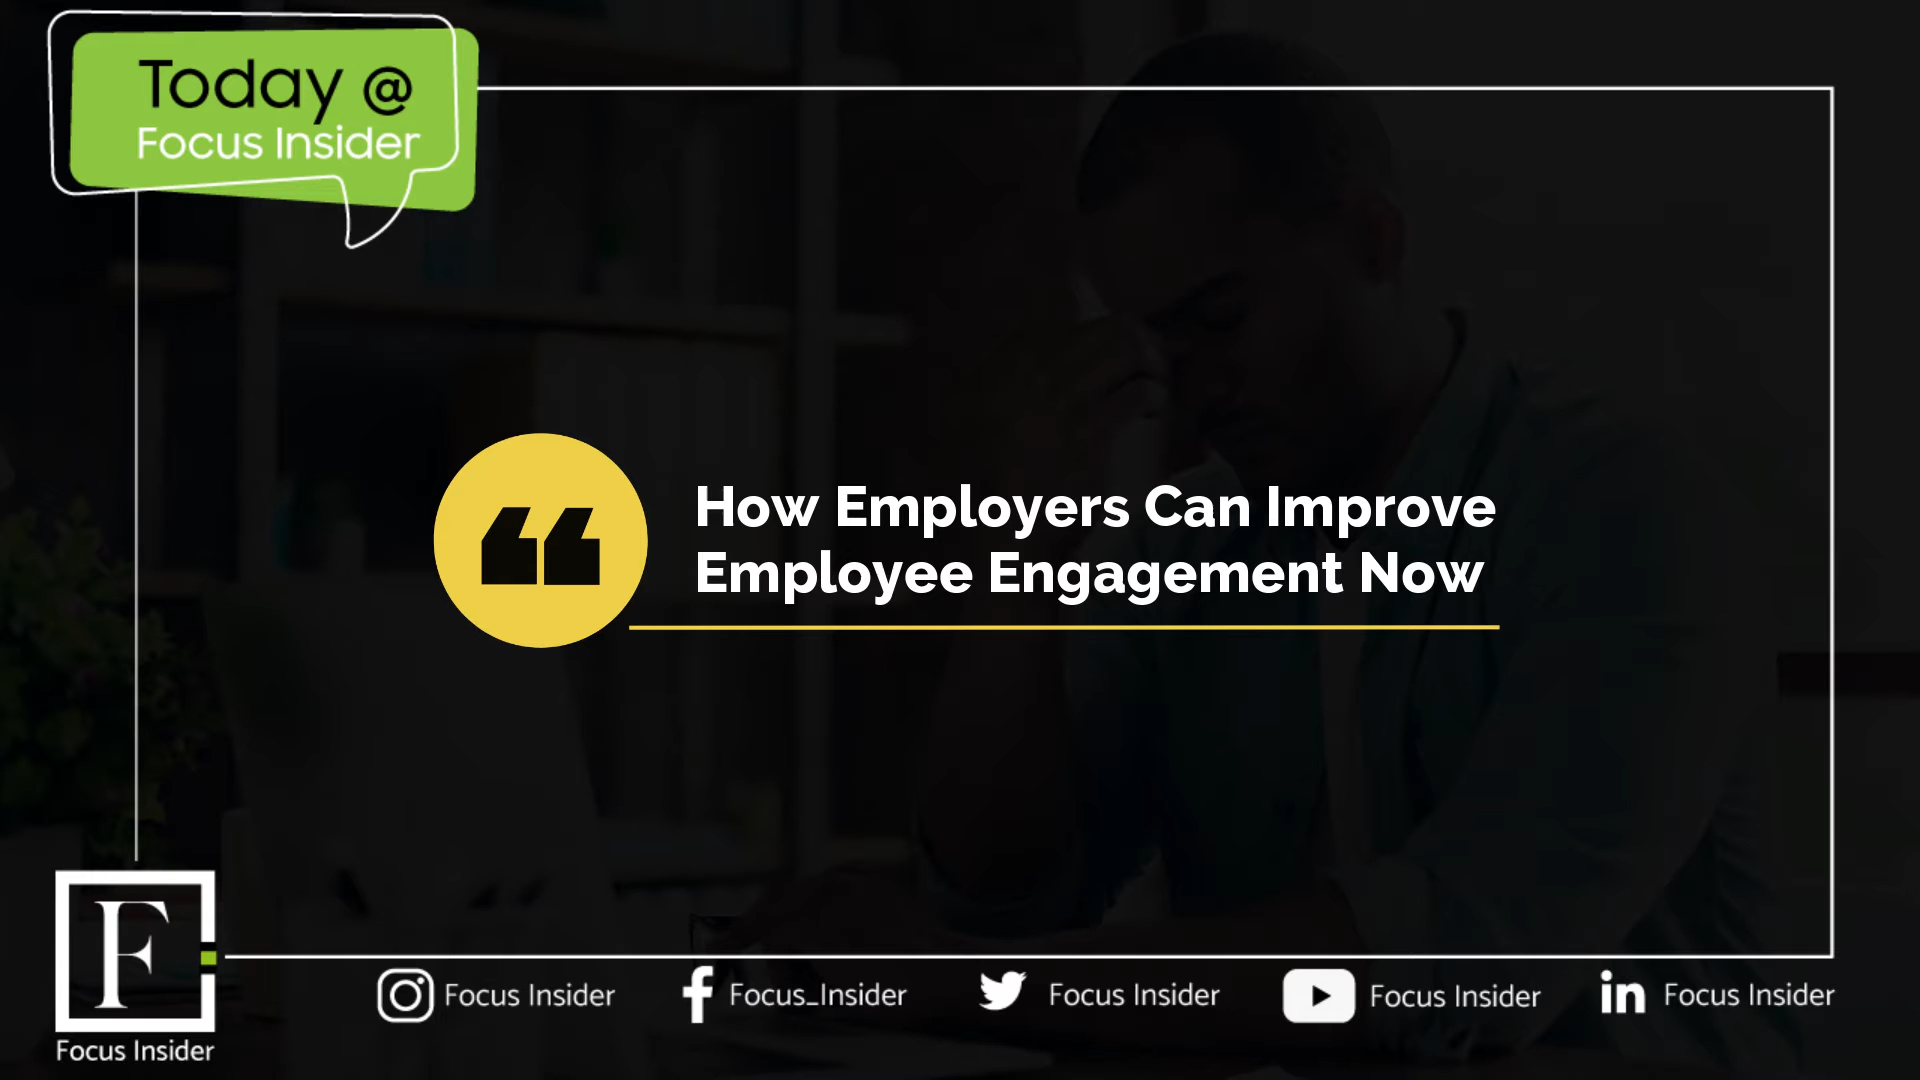 Today @
Focus Insider
How Employers Can Improve
Employee Engagement Now
F
Focus Insider
Focus Insider
Focus_Insider
Focus Insider
Focus Insider
Focus Insider